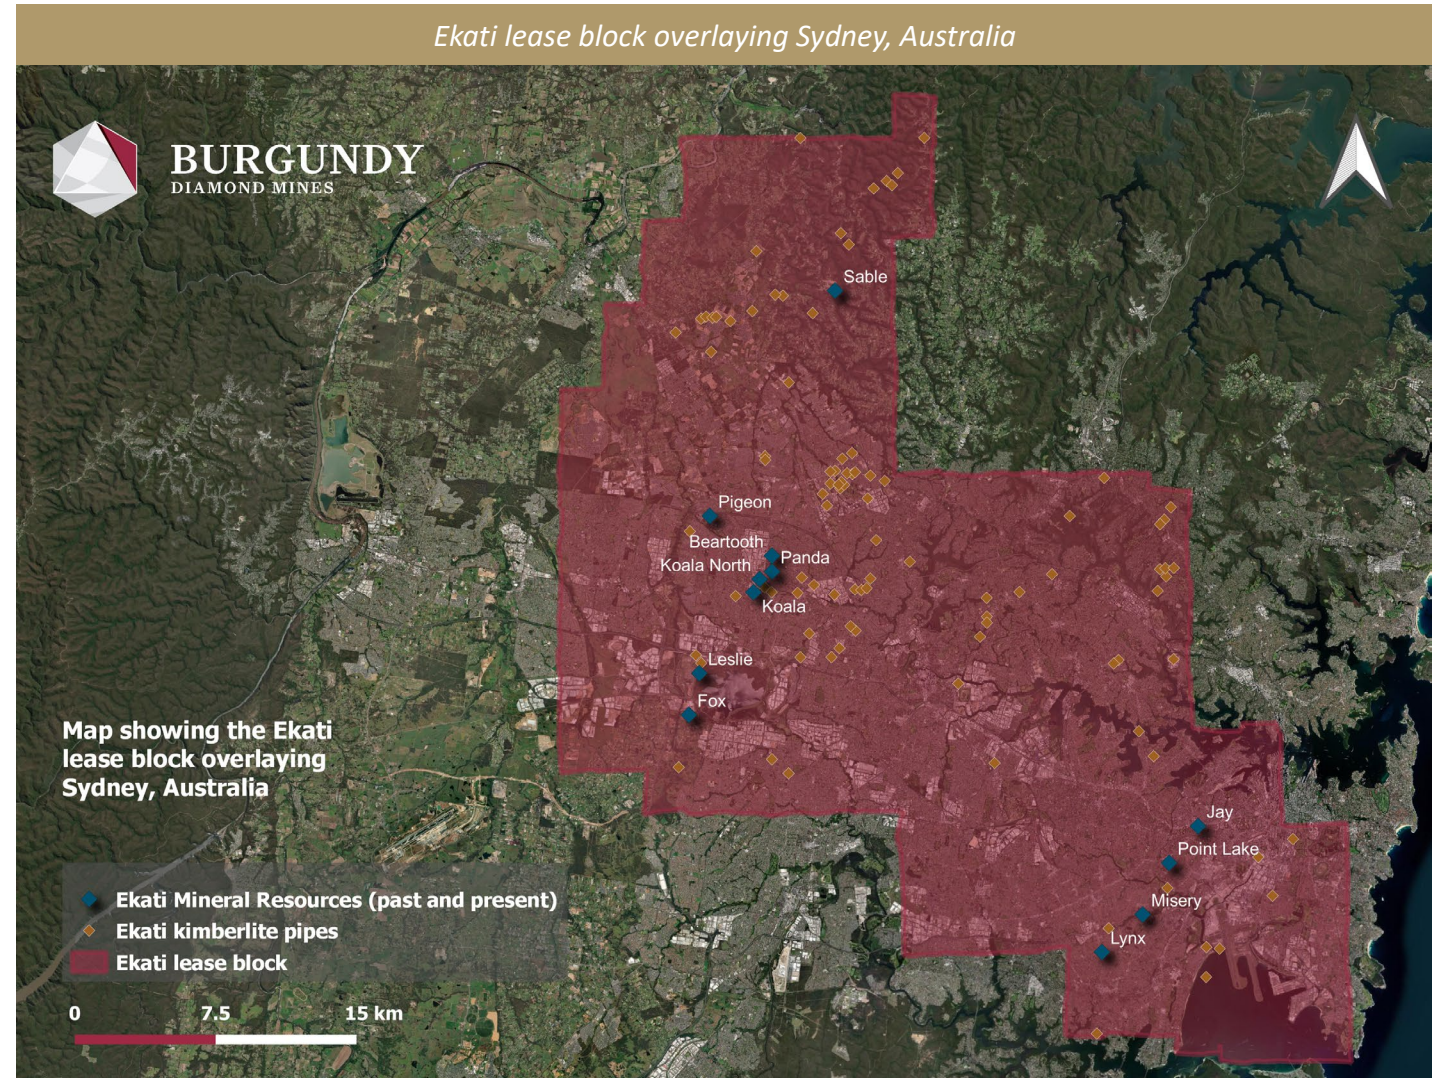 Ekati lease block overlaying Sydney, Australia
BURGUNDY
DIAMOND MINES
Sable
Pigeon
Beartooth
Panda
Koala North
Koala
Leslie
Fox
Map showing the Ekati
lease block overlaying
Sydney, Australia
Jay
Point Lake
Misery
Lynx
Ekati Mineral Resources (past and present)
Ekati kimberlite pipes
Ekati lease block
0 7.5 15 km